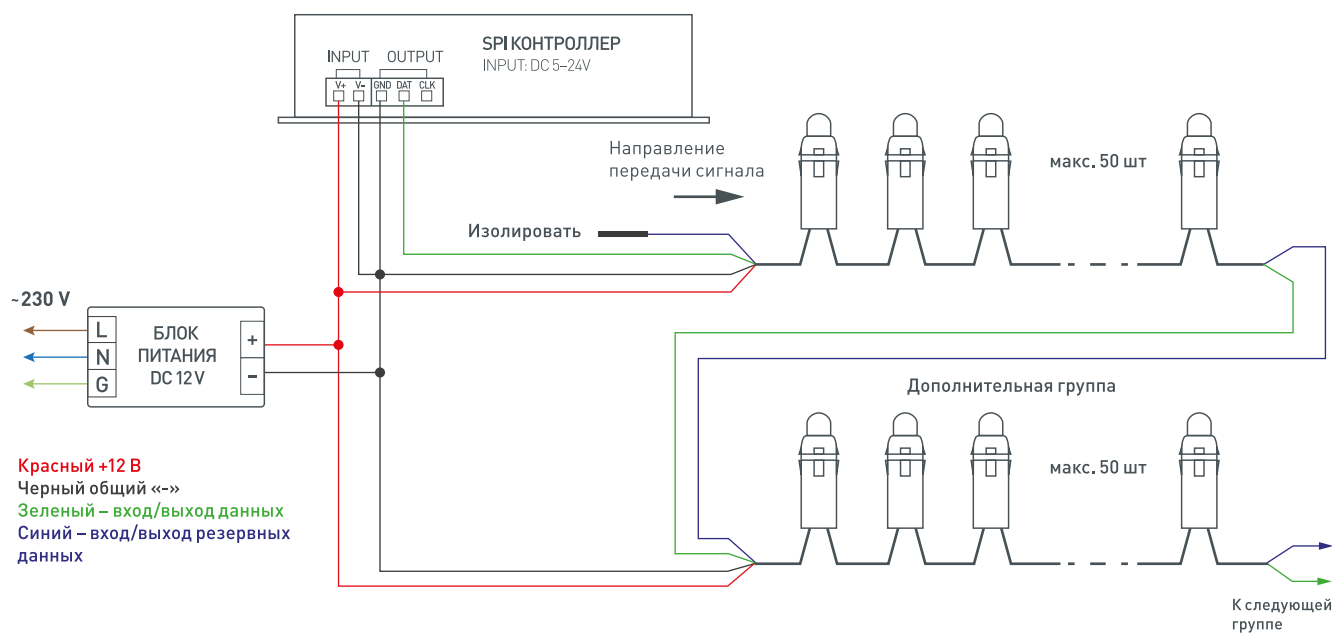 SPI КОНТРОЛЛЕР
INPUT: DC 5–24V
INPUT OUTPUT
V+ V- GND DAT CLK
Направление
передачи сигнала
макс. 50 шт
Изолировать
~230 V
L
N
G
БЛОК
ПИТАНИЯ
DC 12 V
+
-
Дополнительная группа
макс. 50 шт
Красный +12 В
Черный общий «-»
Зеленый – вход/выход данных
Синий – вход/выход резервных
данных
К следующей
группе